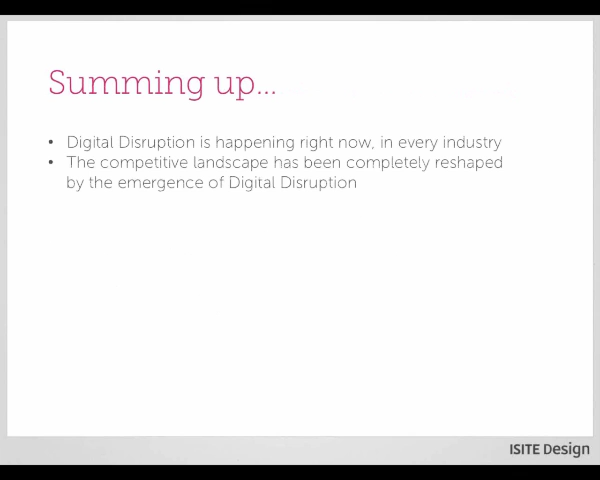 Summing up...
• Digital Disruption is happening right now, in every industry
• The competitive landscape has been completely reshaped
by the emergence of Digital Disruption
ISITE Design